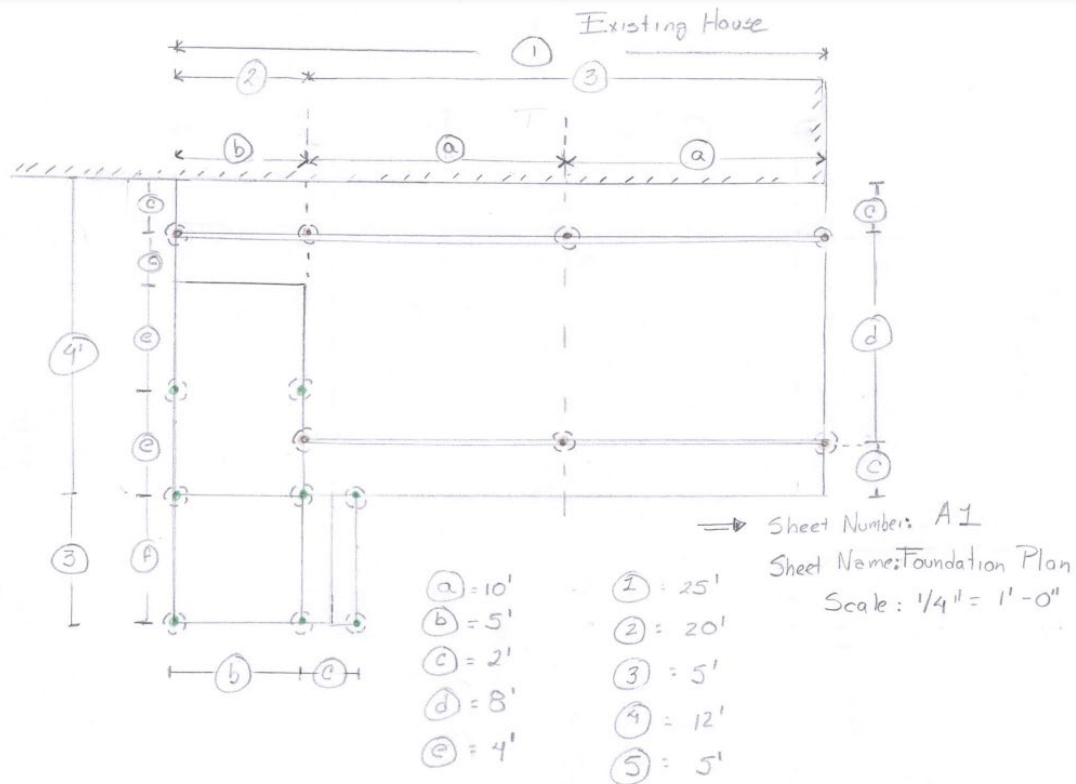 Existing House
1
2 3
b a a
c c
4'
e
d
e
c
3 f
b c
a = 10'
b = 5'
c = 2'
d = 8'
e = 4'
1 = 25'
2 = 20'
3 = 5'
4 = 12'
5 = 5'
⇒ Sheet Number: A1
Sheet Name: Foundation Plan
Scale: 1/4" = 1'-0"